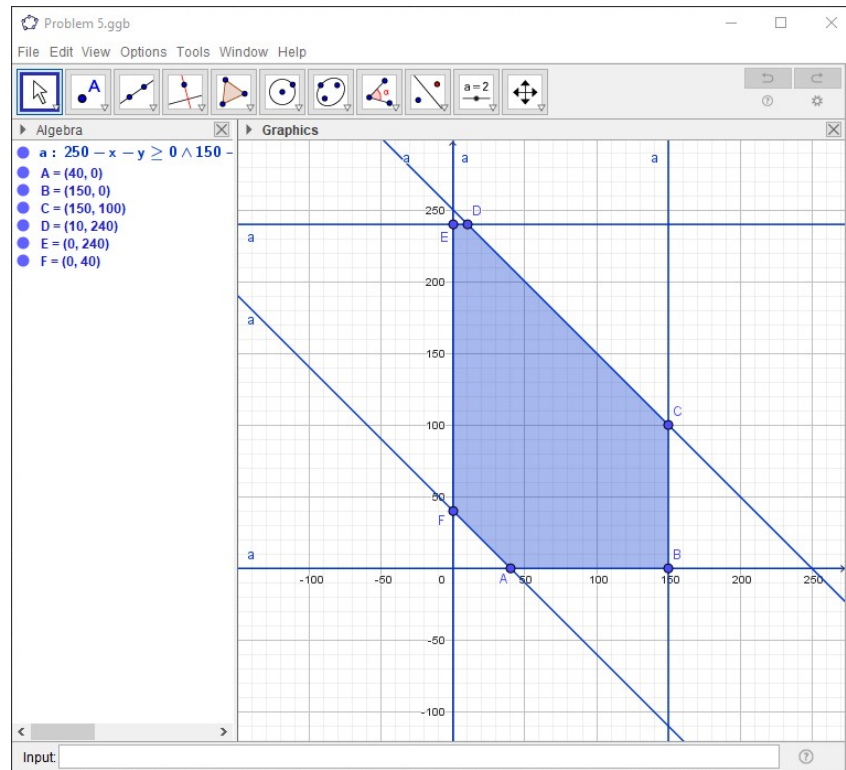 Problem 5.ggb
File Edit View Options Tools Window Help
A
α
a = 2
Algebra
Graphics
a : 250 − x − y ≥ 0 ∧ 150 −
A = (40, 0)
B = (150, 0)
C = (150, 100)
D = (10, 240)
E = (0, 240)
F = (0, 40)
a a a
250 D
a E
200
a
150
100 C
50
F
a B
-100 -50 0 A 50 100 150 200 250
-50
-100
Input: